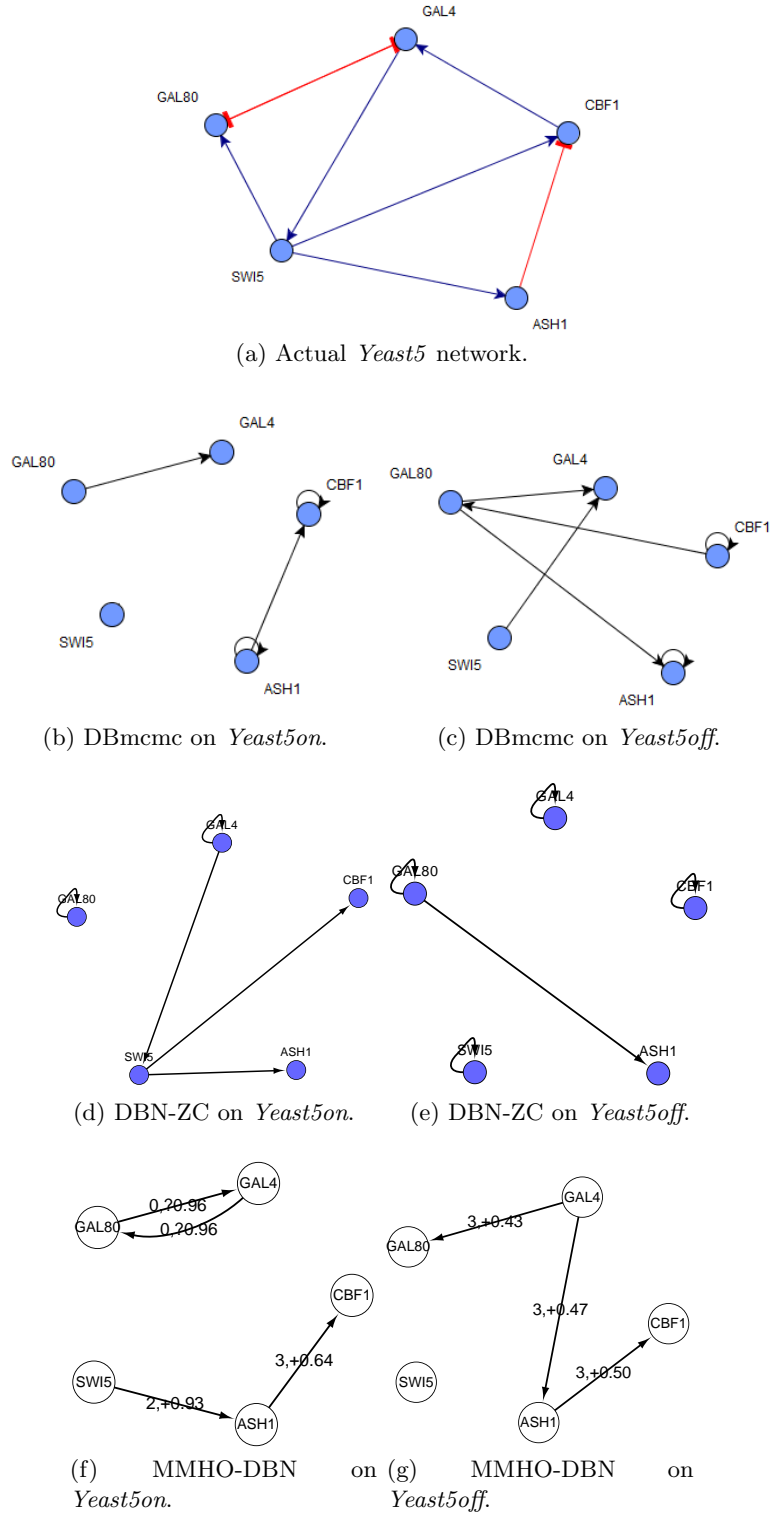 GAL4
GAL80
CBF1
SWI5
ASH1
(a) Actual Yeast5 network.
GAL4
GAL80
CBF1
SWI5
ASH1
GAL4
GAL80
CBF1
SWI5
ASH1
(b) DBmcmc on Yeast5on.
(c) DBmcmc on Yeast5off.
GAL4
GAL80
CBF1
SWI5
ASH1
GAL4
GAL80
CBF1
SWI5
ASH1
(d) DBN-ZC on Yeast5on.
(e) DBN-ZC on Yeast5off.
GAL4
0,?0.96
GAL80
0,?0.96
CBF1
3,+0.64
SWI5
2,+0.93
ASH1
GAL4
3,+0.43
GAL80
3,+0.47
CBF1
3,+0.50
SWI5
ASH1
(f) MMHO-DBN on
Yeast5on.
(g) MMHO-DBN on
Yeast5off.